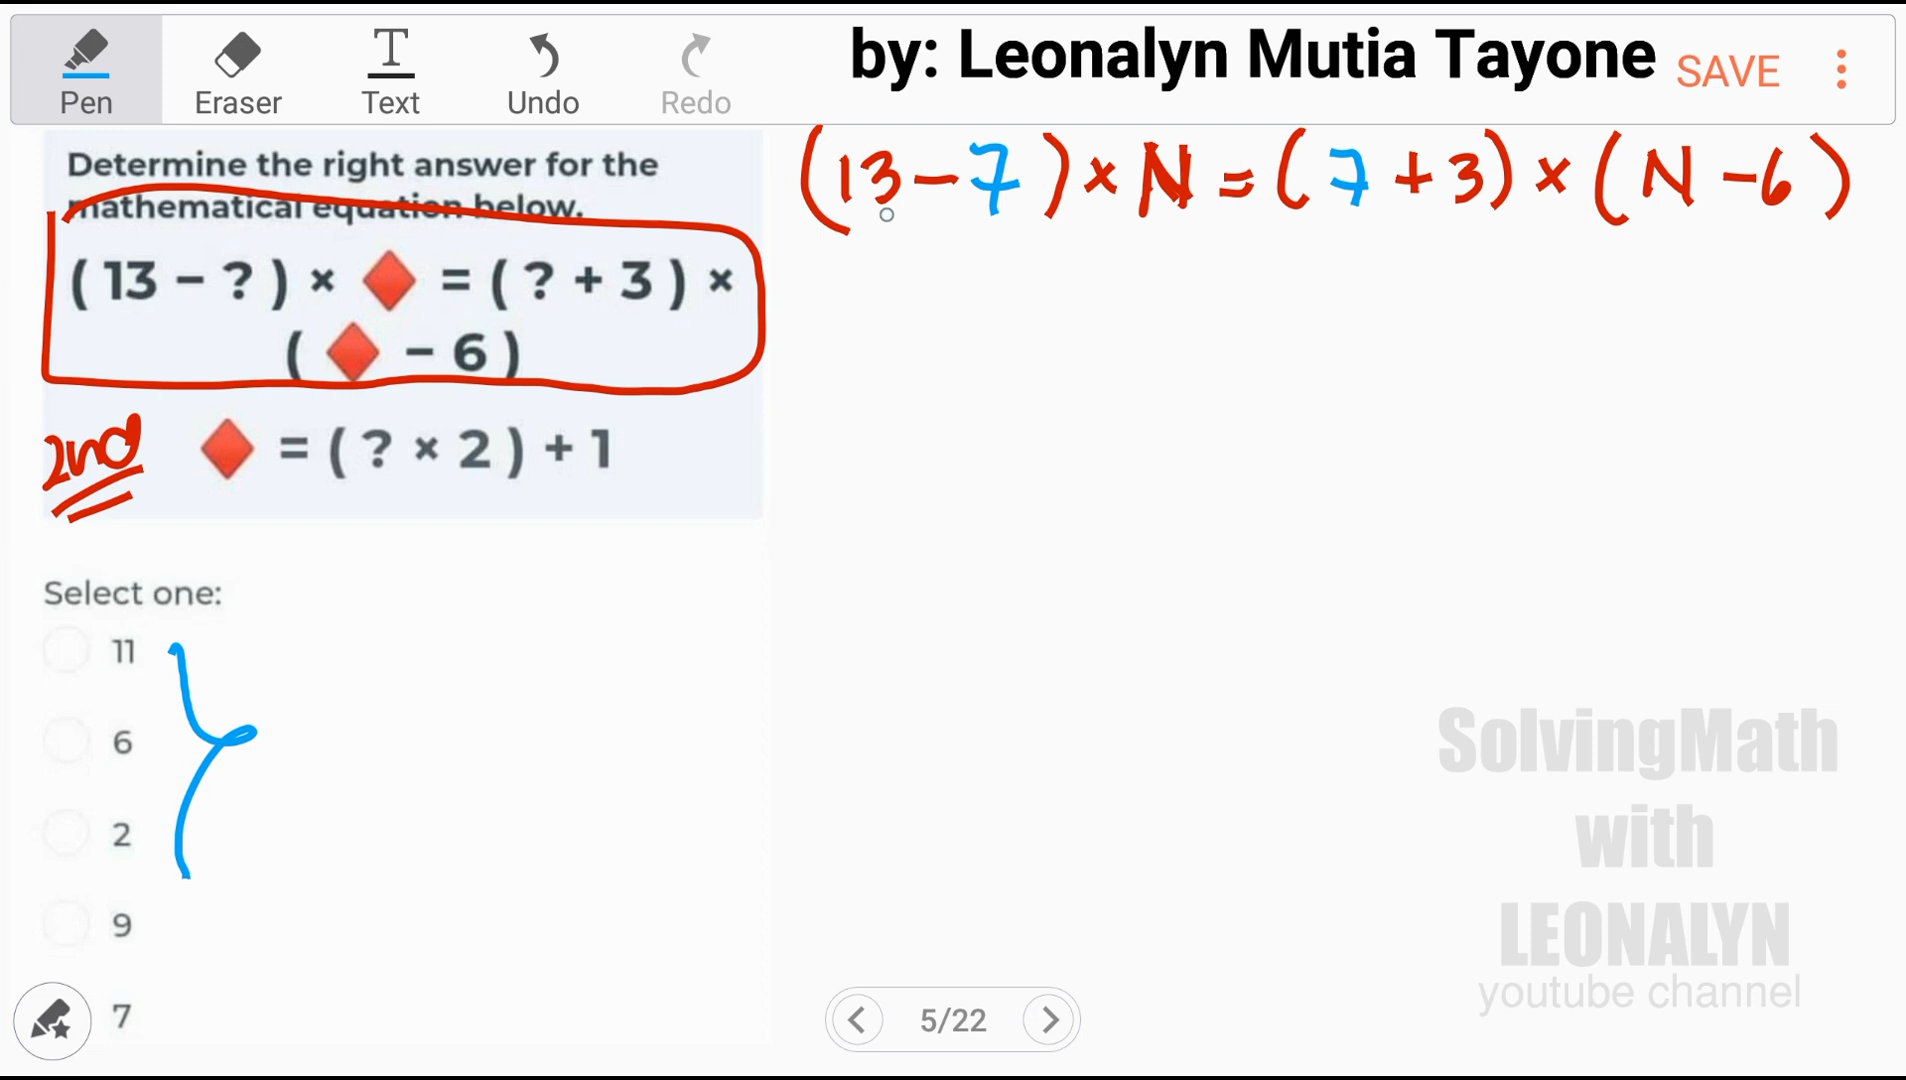 Pen
Eraser
Text
Undo
Redo
by: Leonalyn Mutia Tayone
SAVE
Determine the right answer for the
mathematical equation below.
( 13 − ? ) × ♦ = ( ? + 3 ) ×
( ♦ − 6 )
2nd
♦ = ( ? × 2 ) + 1
(13 − 7) × N = (7 + 3) × (N − 6)
Select one:
11
6
2
9
7
5/22
SolvingMath
with
LEONALYN
youtube channel